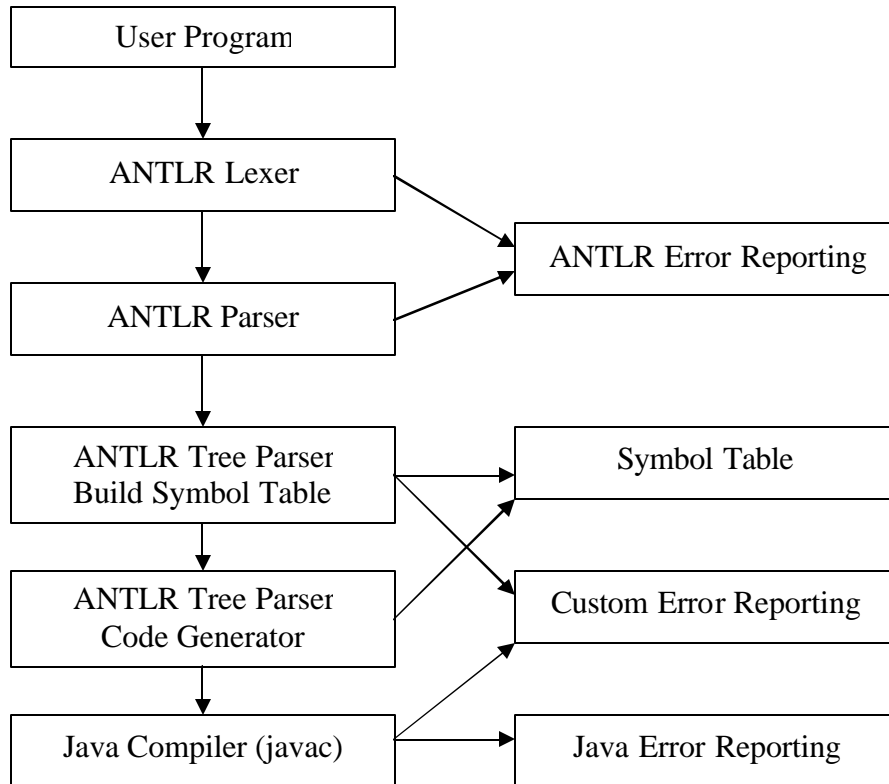 User Program
ANTLR Lexer
ANTLR Error Reporting
ANTLR Parser
ANTLR Tree Parser
Build Symbol Table
Symbol Table
ANTLR Tree Parser
Code Generator
Custom Error Reporting
Java Compiler (javac)
Java Error Reporting